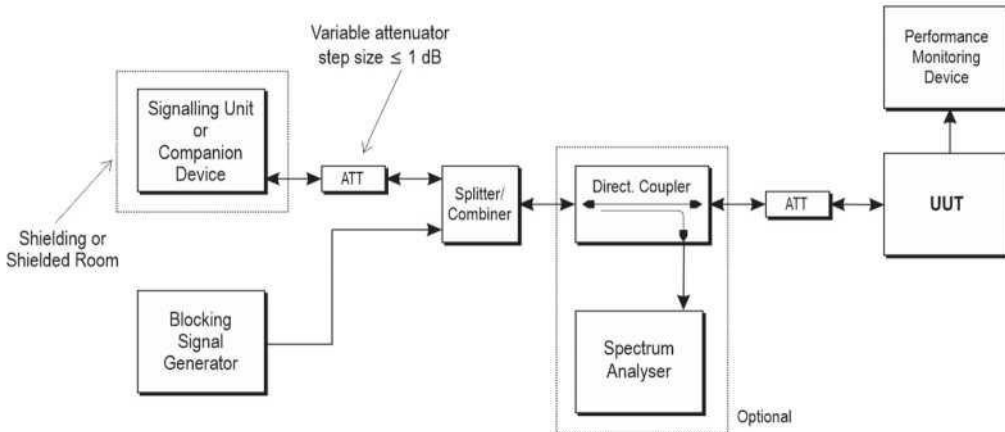 Variable attenuator
step size ≤ 1 dB
Performance
Monitoring
Device
Signalling Unit
or
Companion
Device
ATT
Splitter/
Combiner
Direct. Coupler
ATT
UUT
Shielding or
Shielded Room
Blocking
Signal
Generator
Spectrum
Analyser
Optional